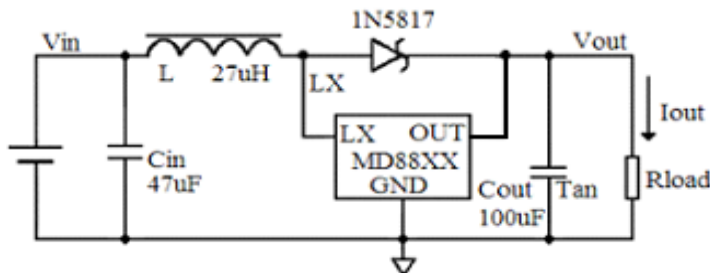 1N5817
Vin
Vout
L 27uH
LX
Iout
LX OUT
MD88XX
GND
Cin
47uF
Cout Tan
100uF
Rload